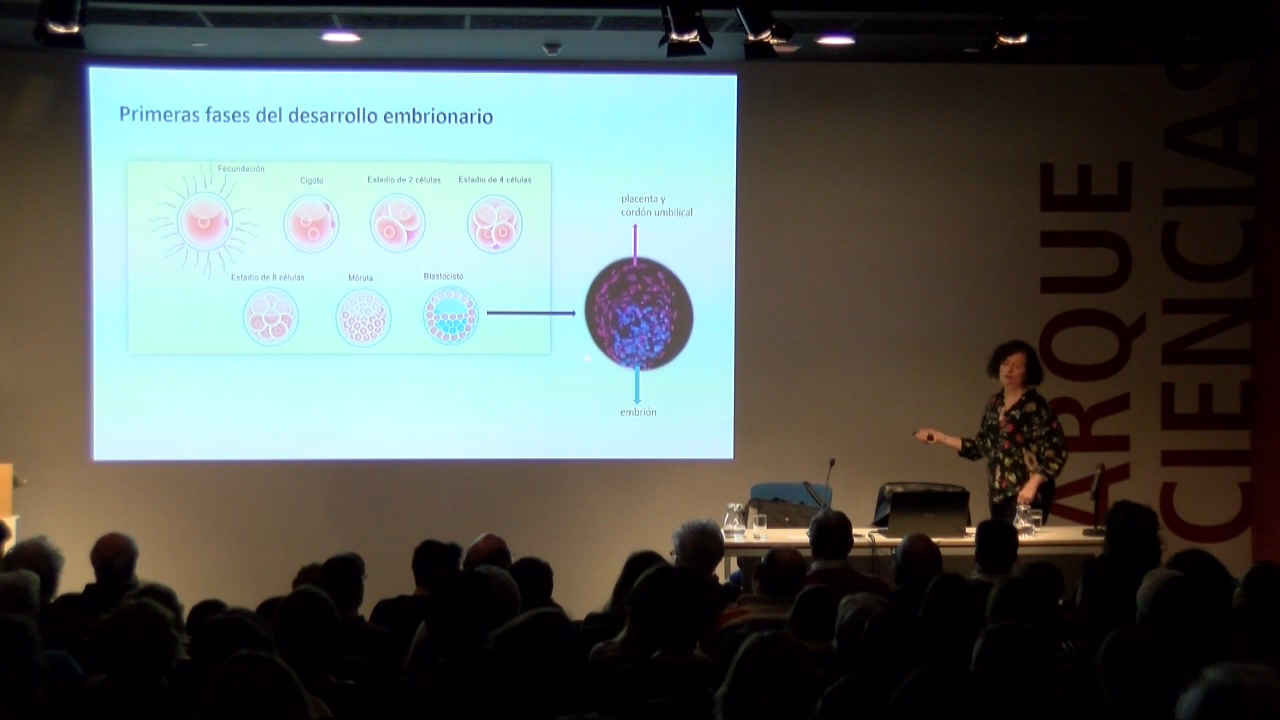 Primeras fases del desarrollo embrionario
Fecundación
Cigoto
Estadio de 2 células
Estadio de 4 células
Estadio de 8 células
Mórula
Blastocisto
placenta y
cordón umbilical
embrión
ARQUE
CIENCIAS